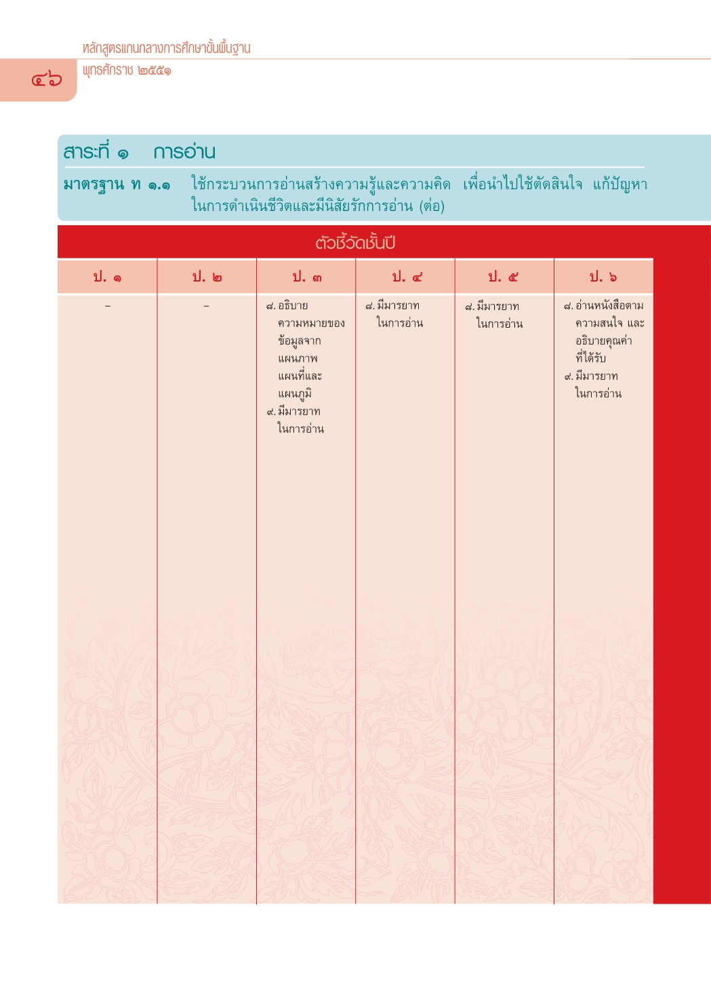 หลักสูตรแกนกลางการศึกษาขั้นพื้นฐาน
พุทธศักราช ๒๕๕๑
๔๖
สาระที่ ๑ การอ่าน
มาตรฐาน ท ๑.๑ ใช้กระบวนการอ่านสร้างความรู้และความคิด เพื่อนำไปใช้ตัดสินใจ แก้ปัญหา
ในการดำเนินชีวิตและมีนิสัยรักการอ่าน (ต่อ)
ตัวชี้วัดชั้นปี
ป. ๑ ป. ๒ ป. ๓ ป. ๔ ป. ๕ ป. ๖
–
–
๘. อธิบาย
ความหมายของ
ข้อมูลจาก
แผนภาพ
แผนที่และ
แผนภูมิ
๙. มีมารยาท
ในการอ่าน
๘. มีมารยาท
ในการอ่าน
๘. มีมารยาท
ในการอ่าน
๘. อ่านหนังสือตาม
ความสนใจ และ
อธิบายคุณค่า
ที่ได้รับ
๙. มีมารยาท
ในการอ่าน